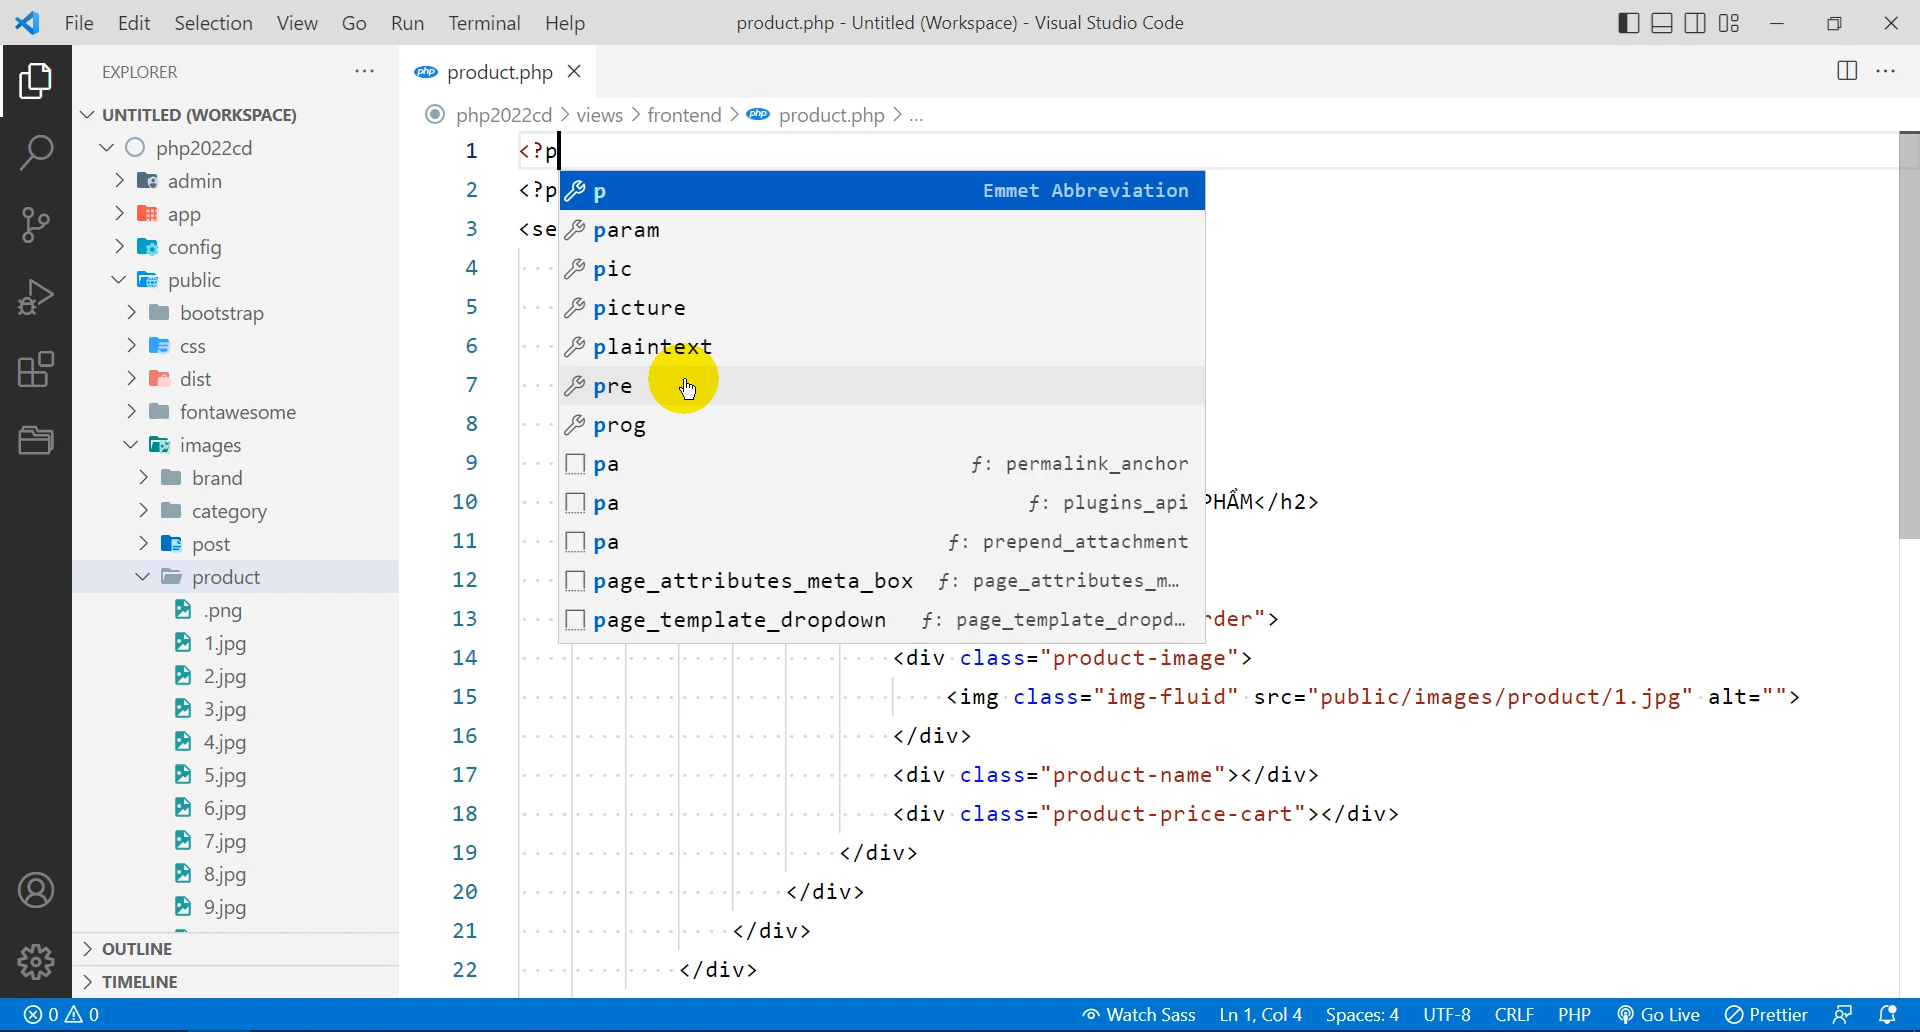 File Edit Selection View Go Run Terminal Help product.php - Untitled (Workspace) - Visual Studio Code
EXPLORER
UNTITLED (WORKSPACE)
php2022cd
admin
app
config
public
bootstrap
css
dist
fontawesome
images
brand
category
post
product
.png
1.jpg
2.jpg
3.jpg
4.jpg
5.jpg
6.jpg
7.jpg
8.jpg
9.jpg
OUTLINE
TIMELINE
php product.php
php2022cd > views > frontend > php product.php > ...
1 <?p
2 <?p
3 <se
4
5
6
7
8
9
10 PHẨM</h2>
11
12
13 rder">
14 <div class="product-image">
15 <img class="img-fluid" src="public/images/product/1.jpg" alt="">
16 </div>
17 <div class="product-name"></div>
18 <div class="product-price-cart"></div>
19 </div>
20 </div>
21 </div>
22 </div>
p Emmet Abbreviation
param
pic
picture
plaintext
pre
prog
pa f: permalink_anchor
pa f: plugins_api
pa f: prepend_attachment
page_attributes_meta_box f: page_attributes_m…
page_template_dropdown f: page_template_dropd…
0 0 Watch Sass Ln 1, Col 4 Spaces: 4 UTF-8 CRLF PHP Go Live Prettier